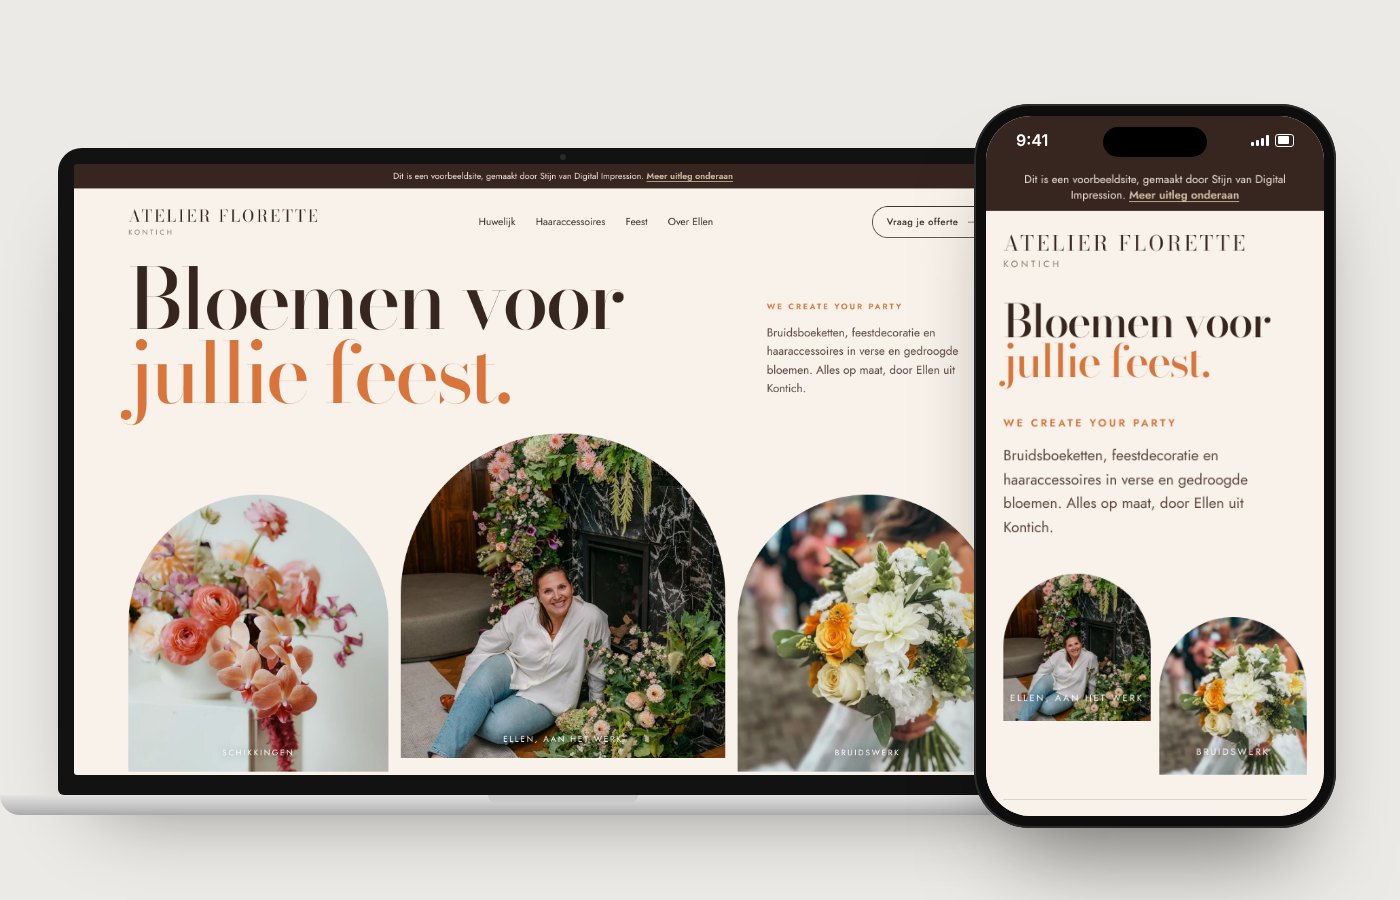 Dit is een voorbeeldsite, gemaakt door Stijn van Digital Impression. Meer uitleg onderaan
ATELIER FLORETTE
KONTICH
Huwelijk Haaraccessoires Feest Over Ellen
Vraag je offerte
Bloemen voor
jullie feest.
WE CREATE YOUR PARTY
Bruidsboeketten, feestdecoratie en
haaraccessoires in verse en gedroogde
bloemen. Alles op maat, door Ellen uit
Kontich.
SCHIKKINGEN
ELLEN, AAN HET WERK
BRUIDSWERK
9:41
Dit is een voorbeeldsite, gemaakt door Stijn van Digital
Impression. Meer uitleg onderaan
ATELIER FLORETTE
KONTICH
Bloemen voor
jullie feest.
WE CREATE YOUR PARTY
Bruidsboeketten, feestdecoratie en
haaraccessoires in verse en gedroogde
bloemen. Alles op maat, door Ellen uit
Kontich.
ELLEN, AAN HET WERK
BRUIDSWERK